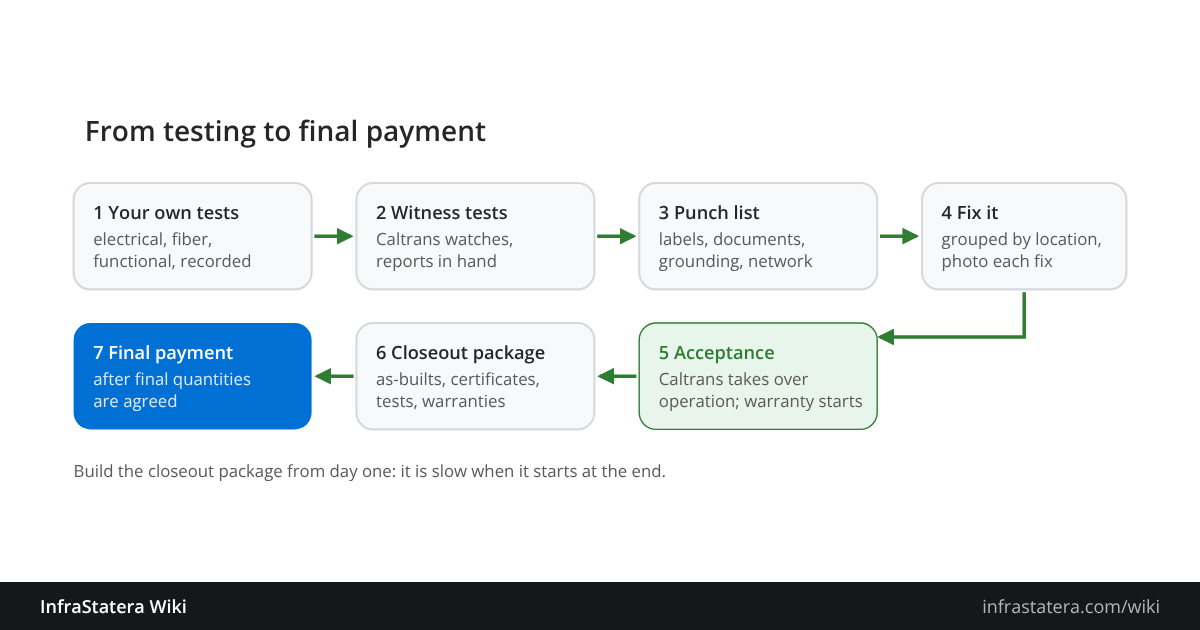 From testing to final payment
1 Your own tests
electrical, fiber,
functional, recorded
2 Witness tests
Caltrans watches,
reports in hand
3 Punch list
labels, documents,
grounding, network
4 Fix it
grouped by location,
photo each fix
5 Acceptance
Caltrans takes over
operation; warranty starts
6 Closeout package
as-builts, certificates,
tests, warranties
7 Final payment
after final quantities
are agreed
Build the closeout package from day one: it is slow when it starts at the end.
InfraStatera Wiki
infrastatera.com/wiki